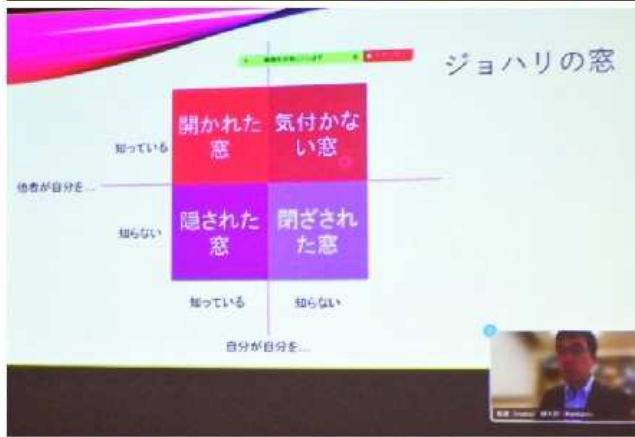 ジョハリの窓
開かれた
窓
気付かな
い窓
知っている
他者が自分を…
隠された
窓
閉ざされ
た窓
知らない
知っている
知らない
自分が自分を…